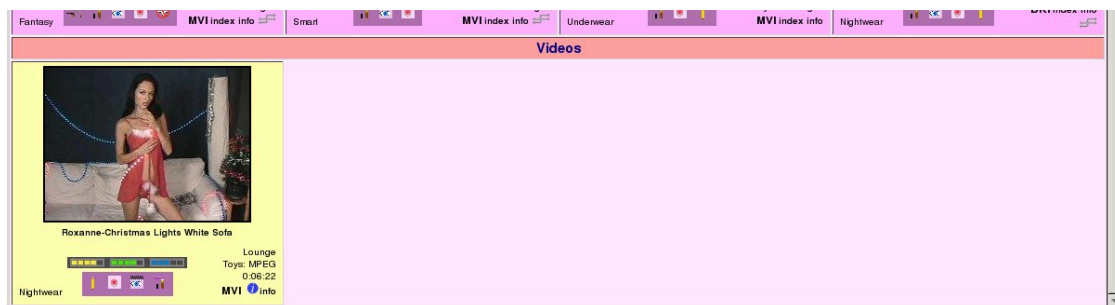 Fantasy MVI index info Smart MVI index info Underwear MVI index info Nightwear
Videos
Roxanne-Christmas Lights White Sofa
Lounge
Toys: MPEG
0:06:22
Nightwear MVI info